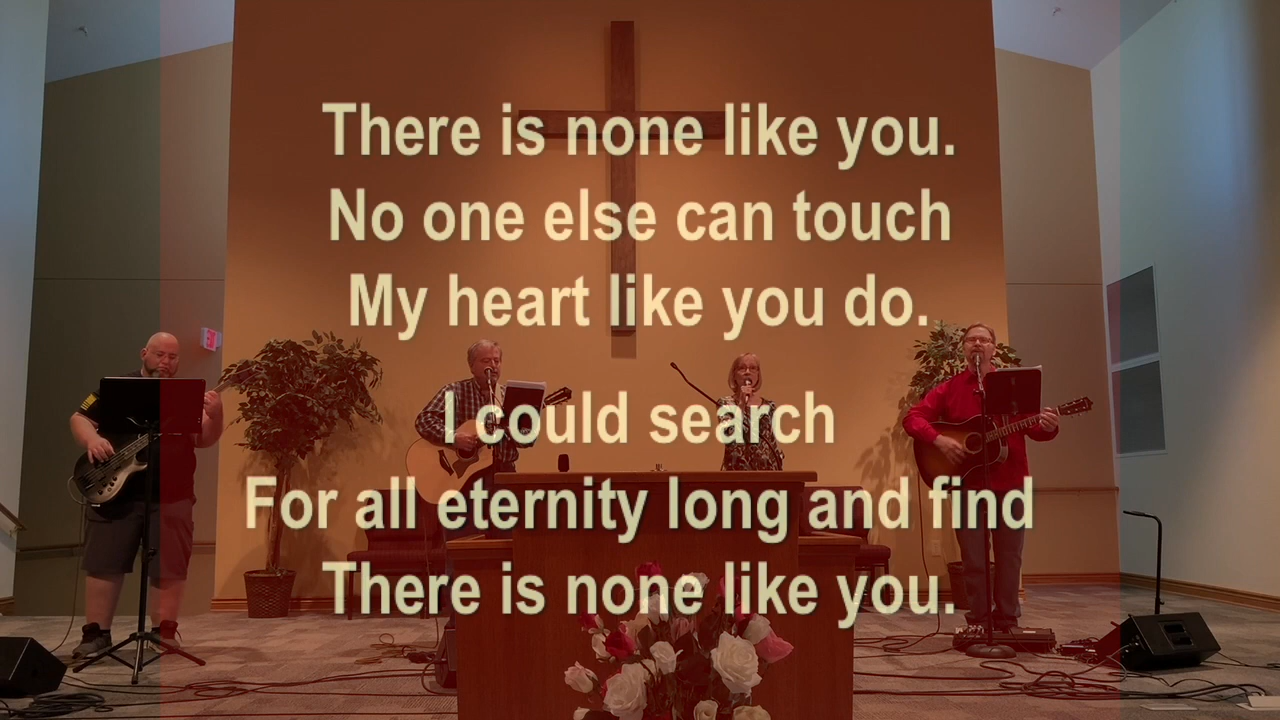 There is none like you.
No one else can touch
My heart like you do.
I could search
For all eternity long and find
There is none like you.